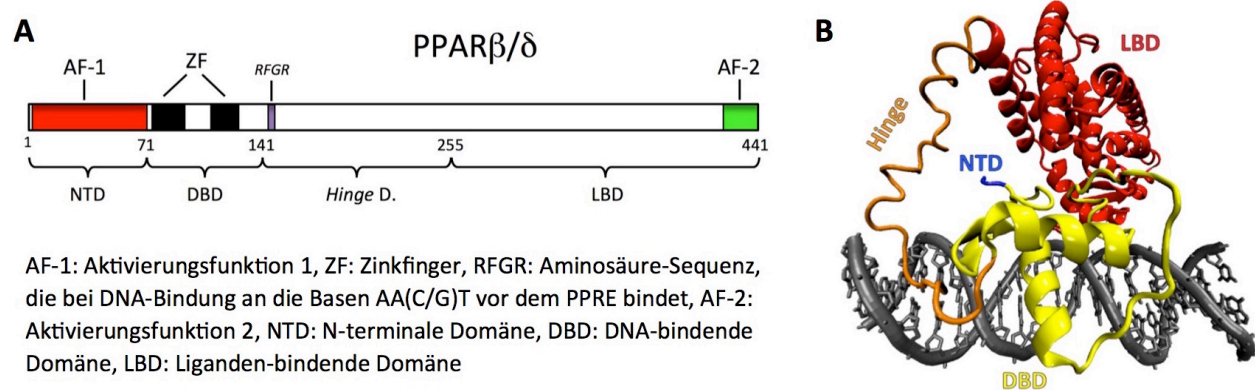 A
PPARβ/δ
AF-1
ZF
RFGR
AF-2
1
71
141
255
441
NTD
DBD
Hinge D.
LBD
AF-1: Aktivierungsfunktion 1, ZF: Zinkfinger, RFGR: Aminosäure-Sequenz,
die bei DNA-Bindung an die Basen AA(C/G)T vor dem PPRE bindet, AF-2:
Aktivierungsfunktion 2, NTD: N-terminale Domäne, DBD: DNA-bindende
Domäne, LBD: Liganden-bindende Domäne
B
LBD
Hinge
NTD
DBD